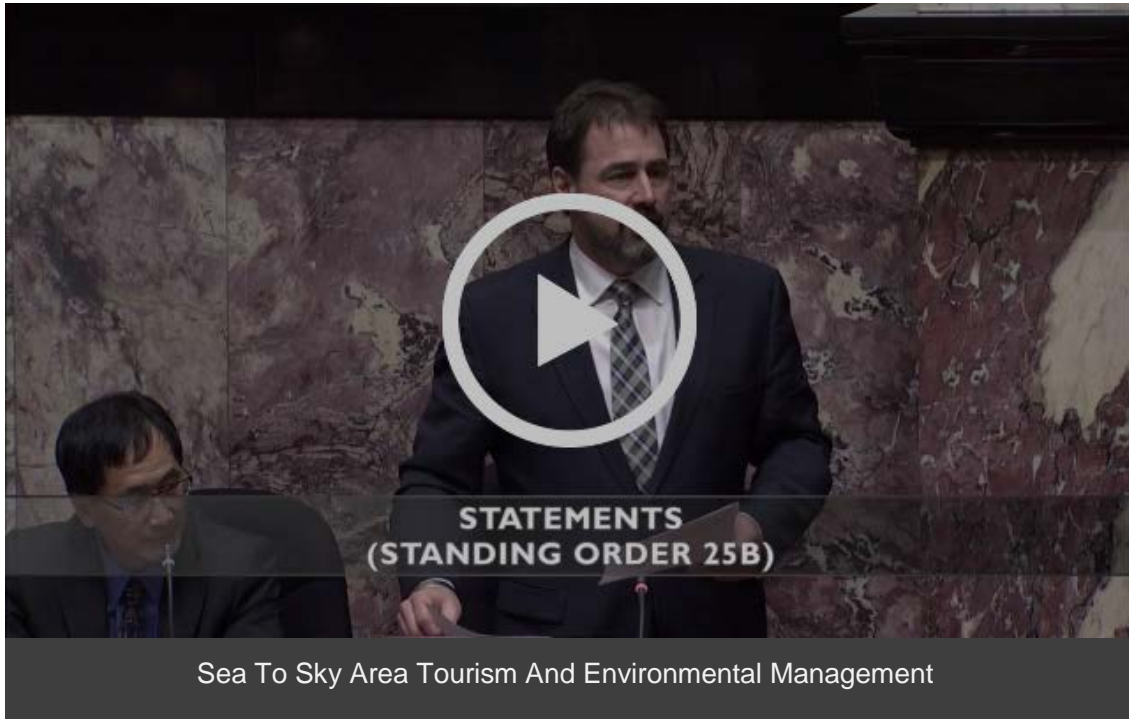 STATEMENTS
(STANDING ORDER 25B)
Sea To Sky Area Tourism And Environmental Management